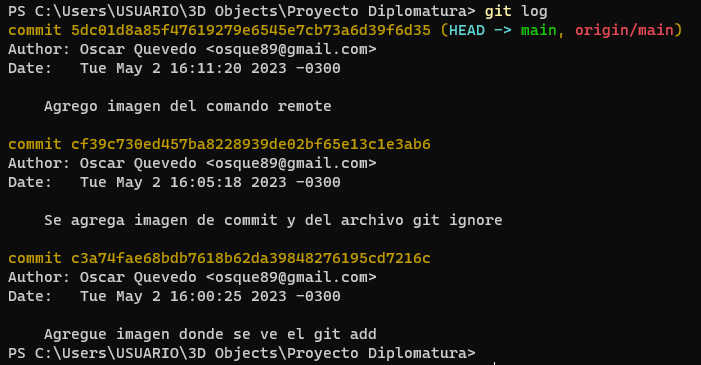 PS C:\Users\USUARIO\3D Objects\Proyecto Diplomatura> git log
commit 5dc01d8a85f47619279e6545e7cb73a6d39f6d35 (HEAD -> main, origin/main)
Author: Oscar Quevedo <osque89@gmail.com>
Date:   Tue May 2 16:11:20 2023 -0300

    Agrego imagen del comando remote

commit cf39c730ed457ba8228939de02bf65e13c1e3ab6
Author: Oscar Quevedo <osque89@gmail.com>
Date:   Tue May 2 16:05:18 2023 -0300

    Se agrega imagen de commit y del archivo git ignore

commit c3a74fae68bdb7618b62da39848276195cd7216c
Author: Oscar Quevedo <osque89@gmail.com>
Date:   Tue May 2 16:00:25 2023 -0300

    Agregue imagen donde se ve el git add
PS C:\Users\USUARIO\3D Objects\Proyecto Diplomatura>